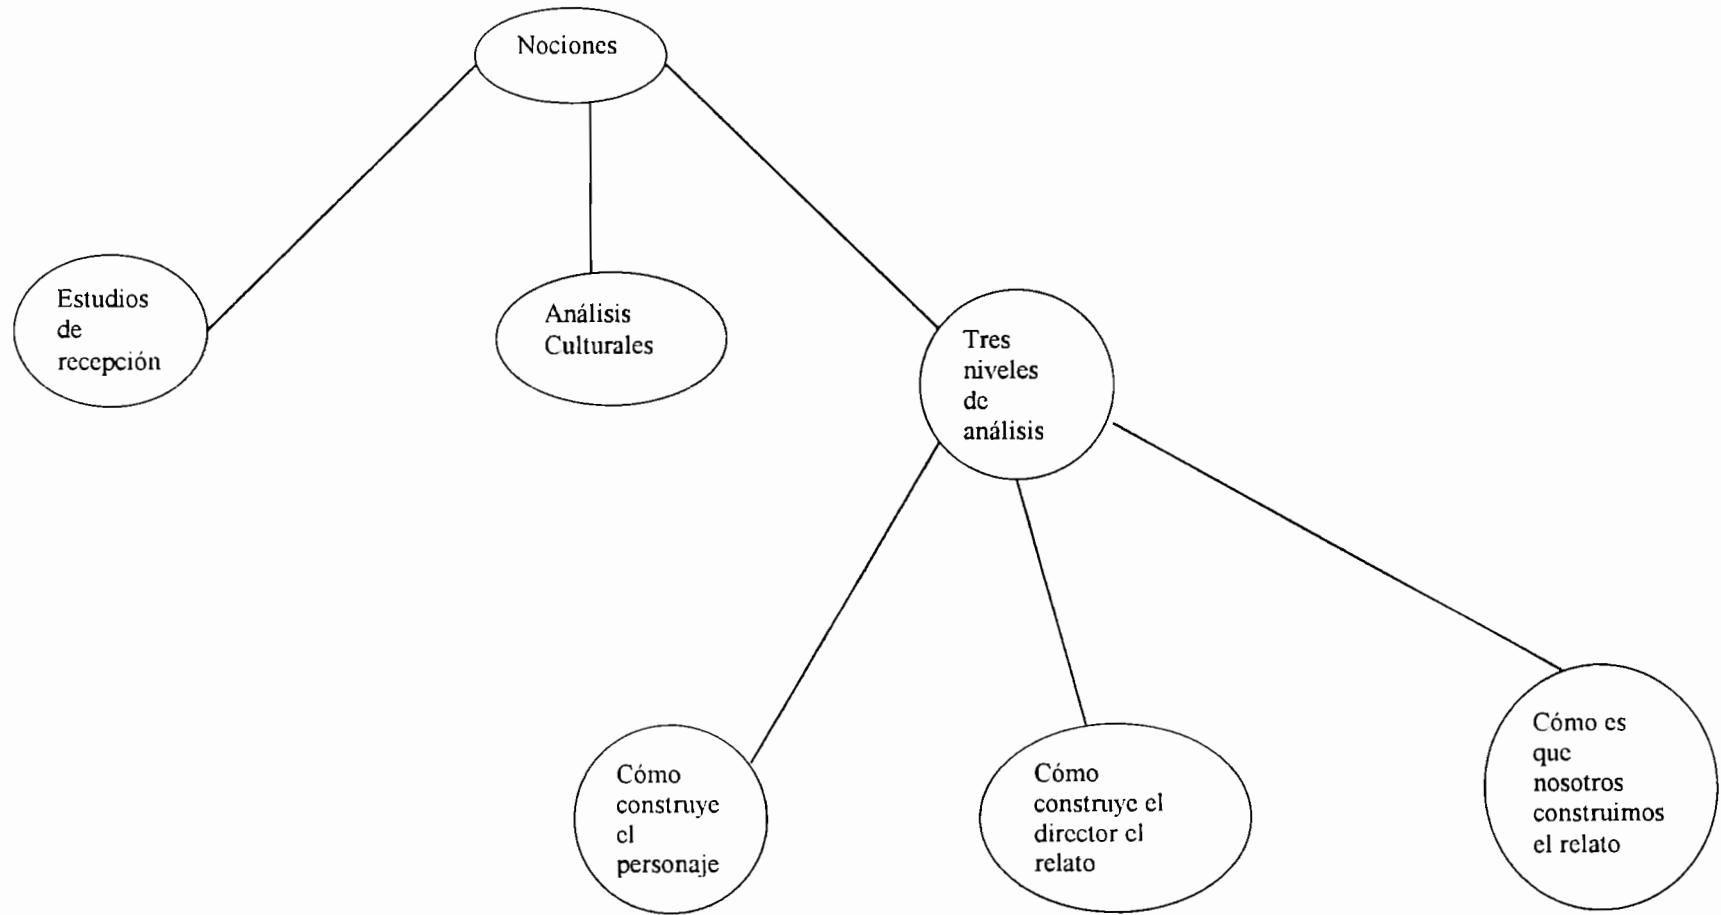 Nociones
Estudios
de
recepción
Análisis
Culturales
Tres
niveles
de
análisis
Cómo
construye
el
personaje
Cómo
construye el
director el
relato
Cómo es
que
nosotros
construimos
el relato